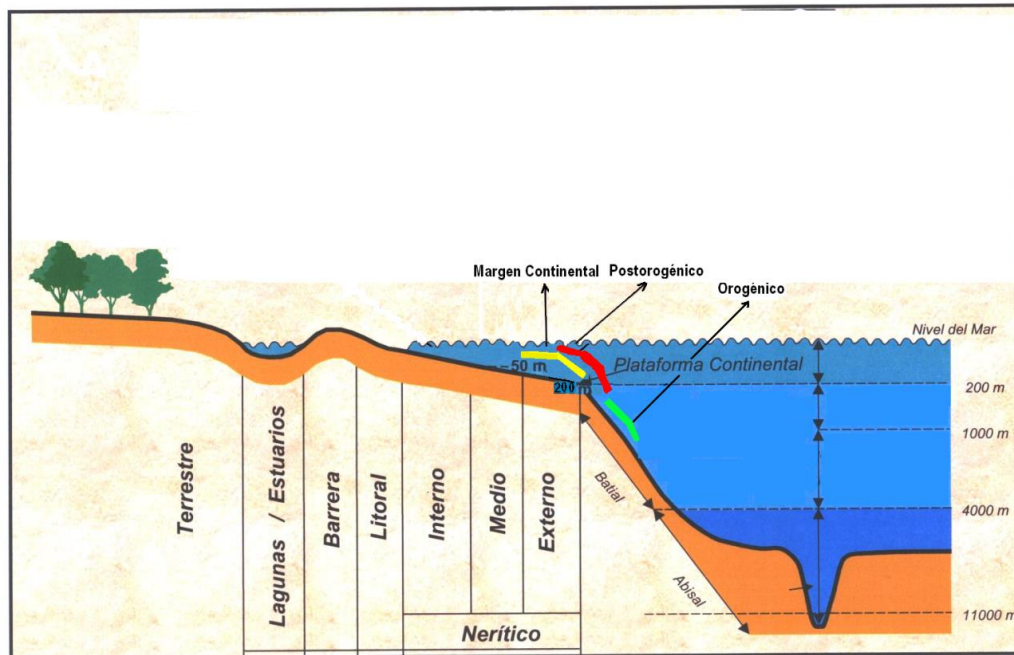 Margen Continental
Postorogénico
Orogènico
Nivel del Mar
50 m
Plataforma Continental
200 m
200 m
1000 m
4000 m
11000 m
Terrestre
Lagunas / Estuarios
Barrera
Litoral
Interno
Medio
Externo
Batial
Abisal
Nerítico